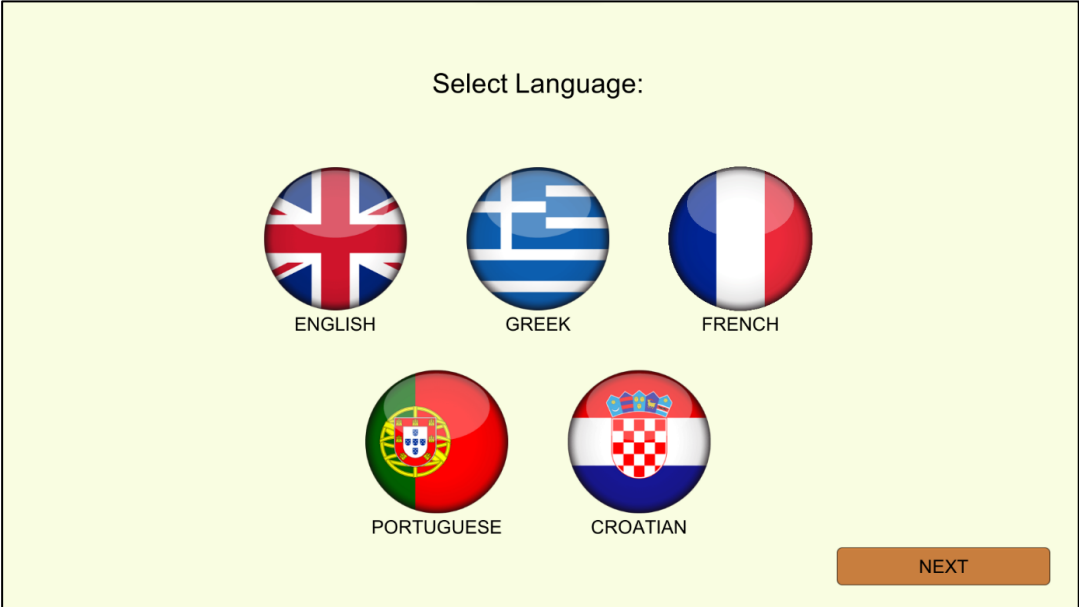 Select Language:
ENGLISH
GREEK
FRENCH
PORTUGUESE
CROATIAN
NEXT